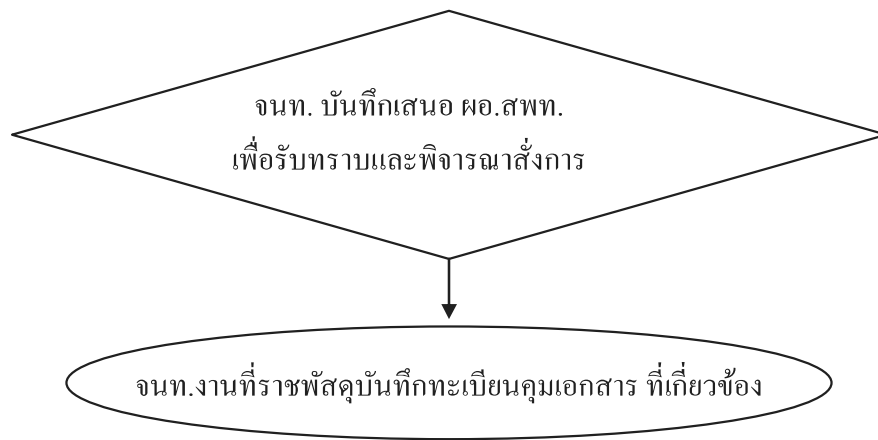 จนท. บันทึกเสนอ ผอ.สพท.
เพื่อรับทราบและพิจารณาสั่งการ
จนท.งานที่ราชพัสดุบันทึกทะเบียนคุมเอกสาร ที่เกี่ยวข้อง